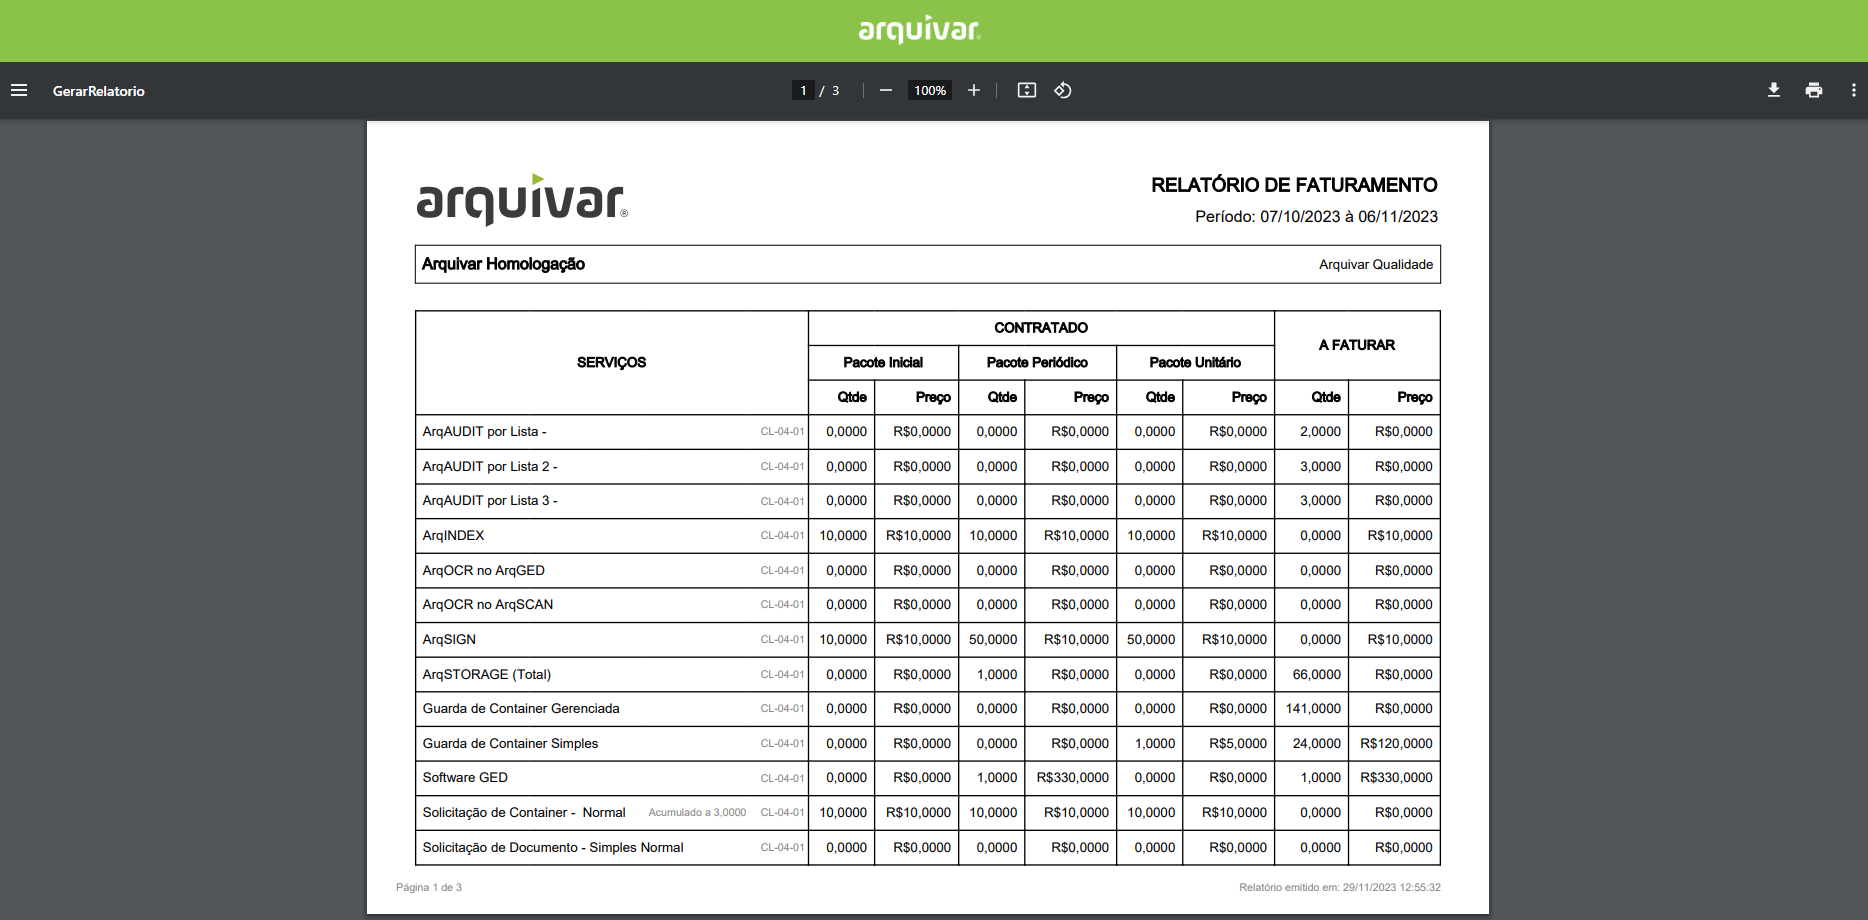 arquivar
GerarRelatorio 1 / 3 100%
arquivar®
RELATÓRIO DE FATURAMENTO
Período: 07/10/2023 à 06/11/2023
Arquivar Homologação Arquivar Qualidade
SERVIÇOS CONTRATADO A FATURAR
Pacote Inicial Pacote Periódico Pacote Unitário
Qtde Preço Qtde Preço Qtde Preço Qtde Preço
ArqAUDIT por Lista - CL-04-01 0,0000 R$0,0000 0,0000 R$0,0000 0,0000 R$0,0000 2,0000 R$0,0000
ArqAUDIT por Lista 2 - CL-04-01 0,0000 R$0,0000 0,0000 R$0,0000 0,0000 R$0,0000 3,0000 R$0,0000
ArqAUDIT por Lista 3 - CL-04-01 0,0000 R$0,0000 0,0000 R$0,0000 0,0000 R$0,0000 3,0000 R$0,0000
ArqINDEX CL-04-01 10,0000 R$10,0000 10,0000 R$10,0000 10,0000 R$10,0000 0,0000 R$10,0000
ArqOCR no ArqGED CL-04-01 0,0000 R$0,0000 0,0000 R$0,0000 0,0000 R$0,0000 0,0000 R$0,0000
ArqOCR no ArqSCAN CL-04-01 0,0000 R$0,0000 0,0000 R$0,0000 0,0000 R$0,0000 0,0000 R$0,0000
ArqSIGN CL-04-01 10,0000 R$10,0000 50,0000 R$10,0000 50,0000 R$10,0000 0,0000 R$10,0000
ArqSTORAGE (Total) CL-04-01 0,0000 R$0,0000 1,0000 R$0,0000 0,0000 R$0,0000 66,0000 R$0,0000
Guarda de Container Gerenciada CL-04-01 0,0000 R$0,0000 0,0000 R$0,0000 0,0000 R$0,0000 141,0000 R$0,0000
Guarda de Container Simples CL-04-01 0,0000 R$0,0000 0,0000 R$0,0000 1,0000 R$5,0000 24,0000 R$120,0000
Software GED CL-04-01 0,0000 R$0,0000 1,0000 R$330,0000 0,0000 R$0,0000 1,0000 R$330,0000
Solicitação de Container - Normal Acumulado a 3,0000 CL-04-01 10,0000 R$10,0000 10,0000 R$10,0000 10,0000 R$10,0000 0,0000 R$0,0000
Solicitação de Documento - Simples Normal CL-04-01 0,0000 R$0,0000 0,0000 R$0,0000 0,0000 R$0,0000 0,0000 R$0,0000
Página 1 de 3 Relatório emitido em: 29/11/2023 12:55:32